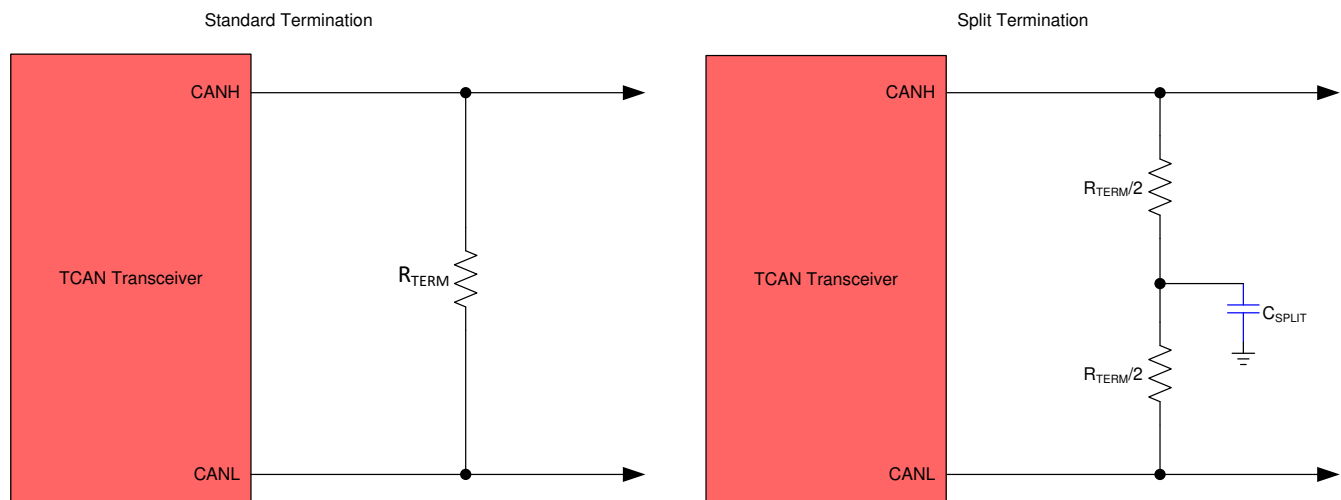 Standard Termination
CANH
TCAN Transceiver
RTERM
CANL
Split Termination
CANH
RTERM/2
TCAN Transceiver
CSPLIT
RTERM/2
CANL